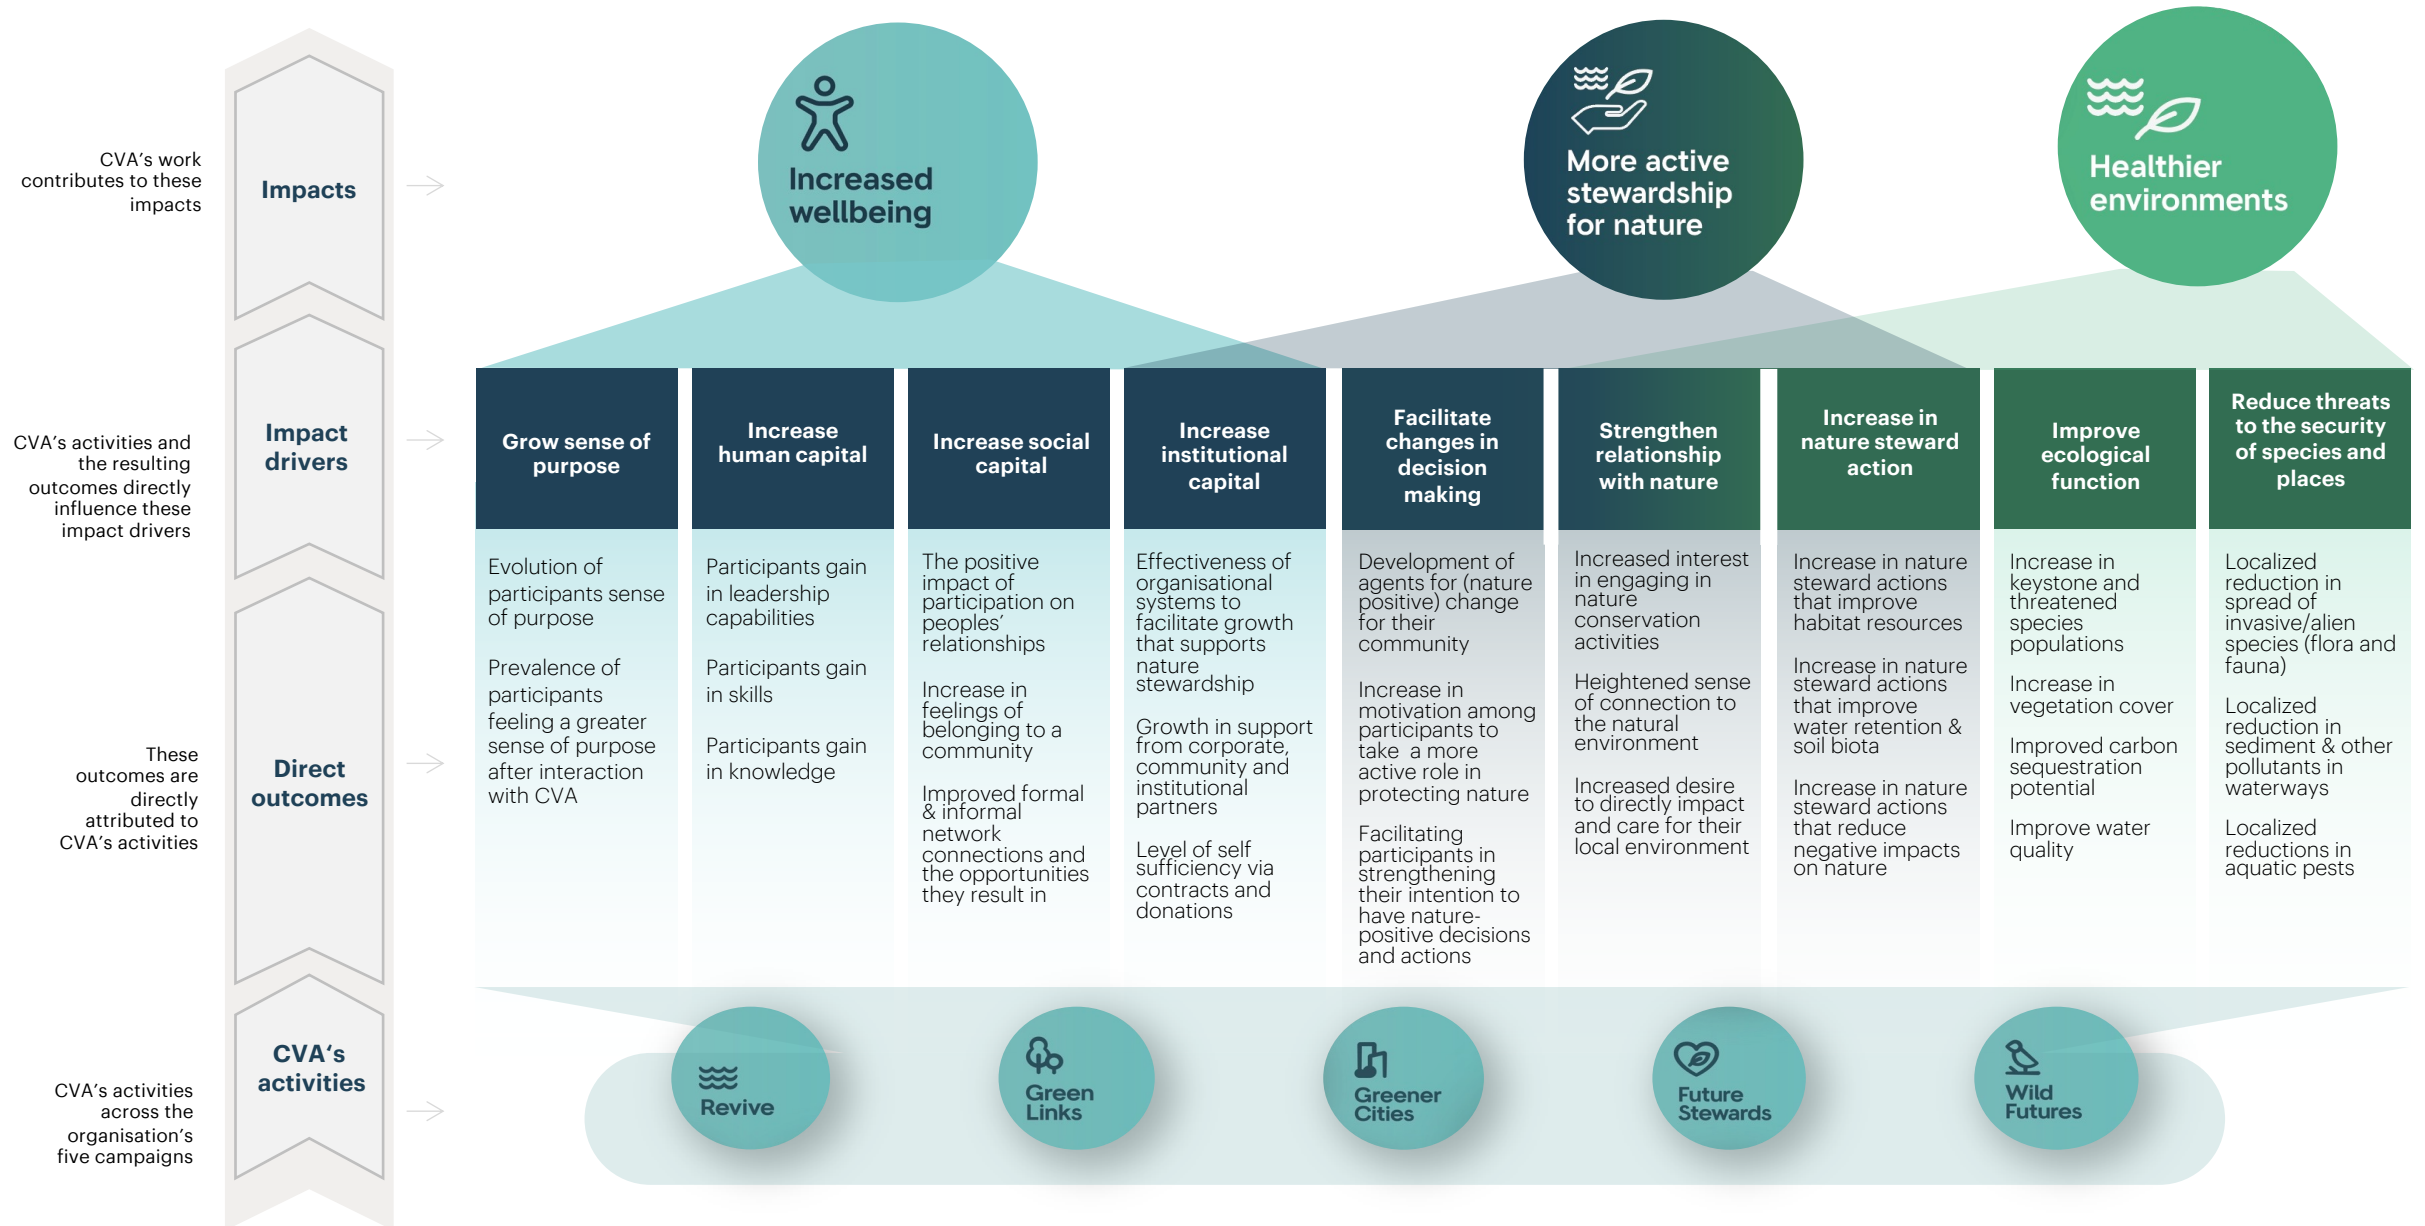 CVA's work
contributes to these
impacts
Impacts
Increased
wellbeing
More active
stewardship
for nature
Healthier
environments
CVA's activities and
the resulting
outcomes directly
influence these
impact drivers
Impact
drivers
Grow sense of
purpose
Increase
human capital
Increase social
capital
Increase
institutional
capital
Facilitate
changes in
decision
making
Strengthen
relationship
with nature
Increase in
nature steward
action
Improve
ecological
function
Reduce threats
to the security
of species and
places
These
outcomes are
directly
attributed to
CVA's activities
Direct
outcomes
Evolution of
participants sense
of purpose
Prevalence of
participants
feeling a greater
sense of purpose
after interaction
with CVA
Participants gain
in leadership
capabilities
Participants gain
in skills
Participants gain
in knowledge
The positive
impact of
participation on
peoples'
relationships
Increase in
feelings of
belonging to a
community
Improved formal
& informal
network
connections and
the opportunities
they result in
Effectiveness of
organisational
systems to
facilitate growth
that supports
nature
stewardship
Growth in support
from corporate,
community and
institutional
partners
Level of self
sufficiency via
contracts and
donations
Development of
agents for (nature
positive) change
for their
community
Increase in
motivation among
participants to
take a more
active role in
protecting nature
Facilitating
participants in
strengthening
their intention to
have nature-
positive decisions
and actions
Increased interest
in engaging in
nature
conservation
activities
Heightened sense
of connection to
the natural
environment
Increased desire
to directly impact
and care for their
local environment
Increase in nature
steward actions
that improve
habitat resources
Increase in nature
steward actions
that improve
water retention &
soil biota
Increase in nature
steward actions
that reduce
negative impacts
on nature
Increase in
keystone and
threatened
species
populations
Increase in
vegetation cover
Improved carbon
sequestration
potential
Improve water
quality
Localized
reduction in
spread of
invasive/alien
species (flora and
fauna)
Localized
reduction in
sediment & other
pollutants in
waterways
Localized
reductions in
aquatic pests
CVA's activities
across the
organisation's
five campaigns
CVA‘s
activities
Revive
Green
Links
Greener
Cities
Future
Stewards
Wild
Futures